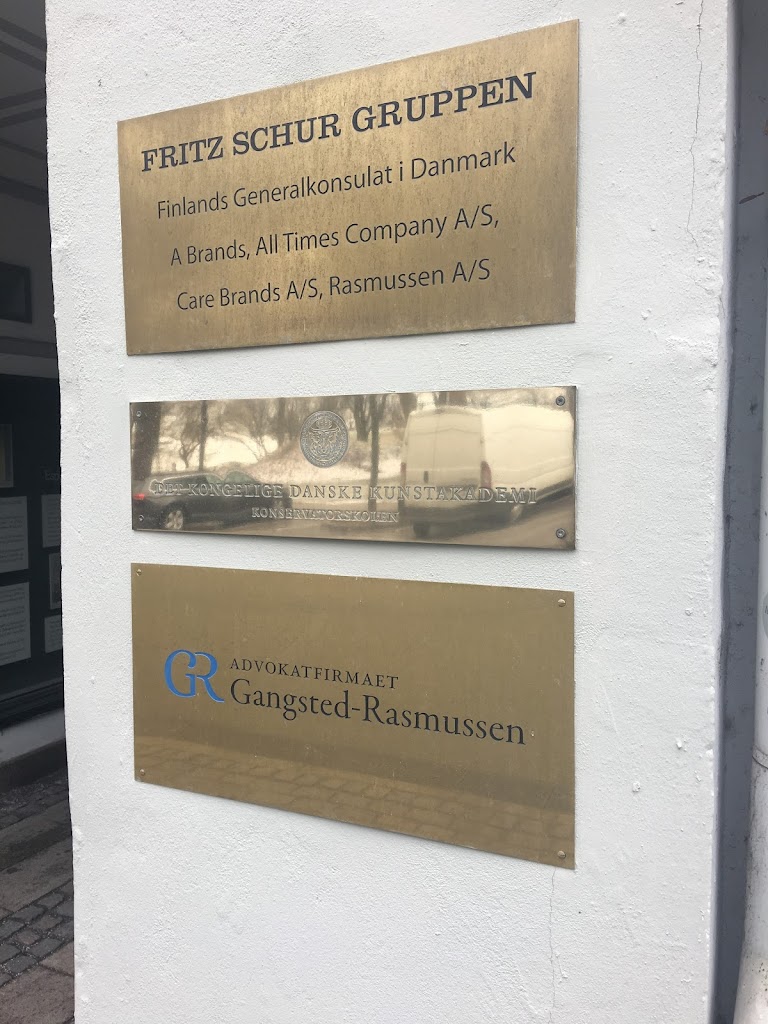 FRITZ SCHUR GRUPPEN
Finlands Generalkonsulat i Danmark
A Brands, All Times Company A/S,
Care Brands A/S, Rasmussen A/S
DET KONGELIGE DANSKE KUNSTAKADEMI
KONSERVATORSKOLEN
GR ADVOKATFIRMAET
Gangsted-Rasmussen